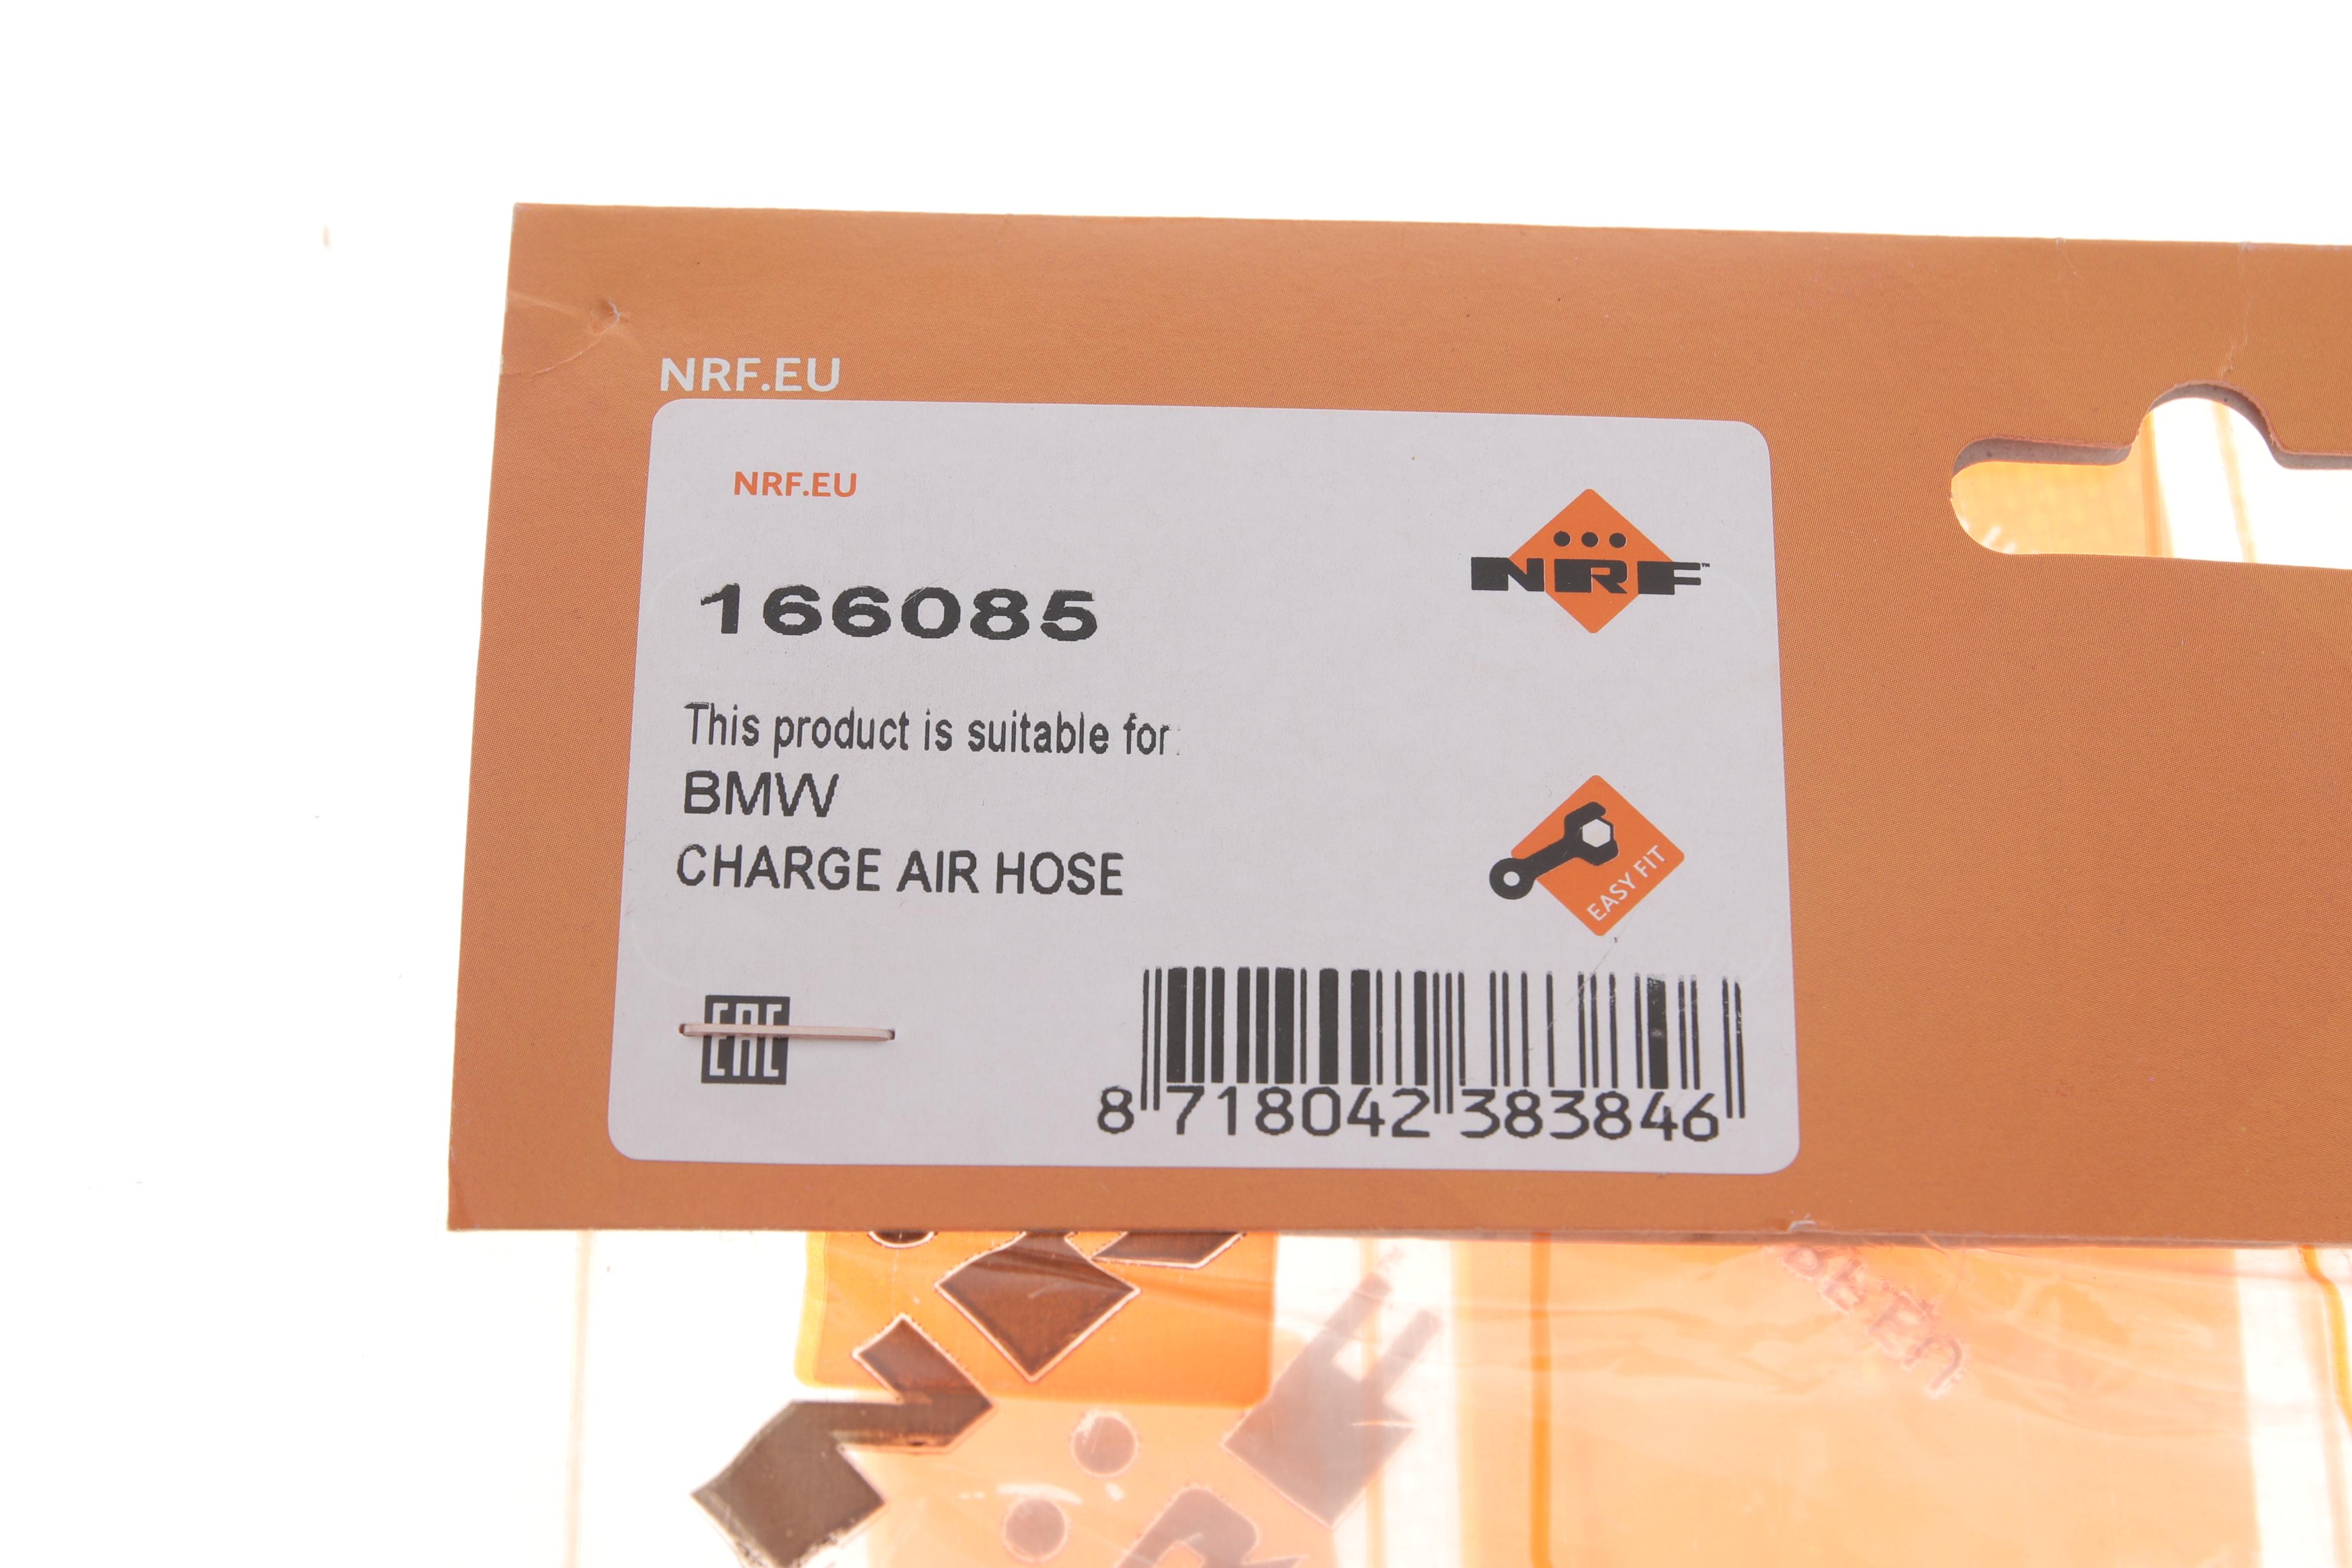 NRF.EU
NRF.EU
NRF™
166085
This product is suitable for:
BMW
CHARGE AIR HOSE
EASY FIT
EAC
8 718042 383846